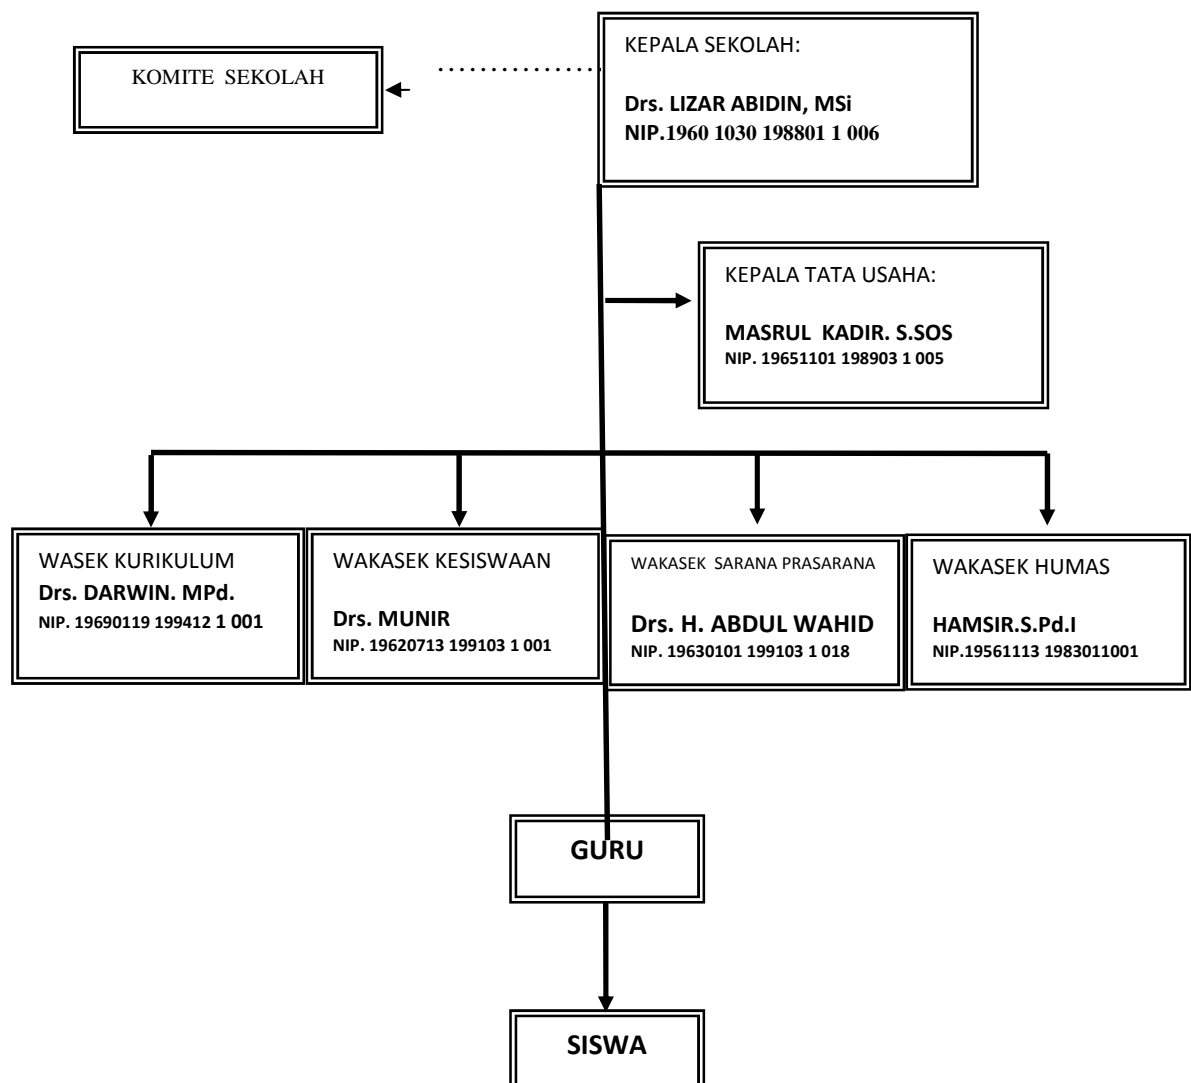 KOMITE SEKOLAH
KEPALA SEKOLAH:
Drs. LIZAR ABIDIN, MSi
NIP.1960 1030 198801 1 006
KEPALA TATA USAHA:
MASRUL KADIR. S.SOS
NIP. 19651101 198903 1 005
WASEK KURIKULUM
Drs. DARWIN. MPd.
NIP. 19690119 199412 1 001
WAKASEK KESISWAAN
Drs. MUNIR
NIP. 19620713 199103 1 001
WAKASEK SARANA PRASARANA
Drs. H. ABDUL WAHID
NIP. 19630101 199103 1 018
WAKASEK HUMAS
HAMSIR.S.Pd.I
NIP.19561113 1983011001
GURU
SISWA